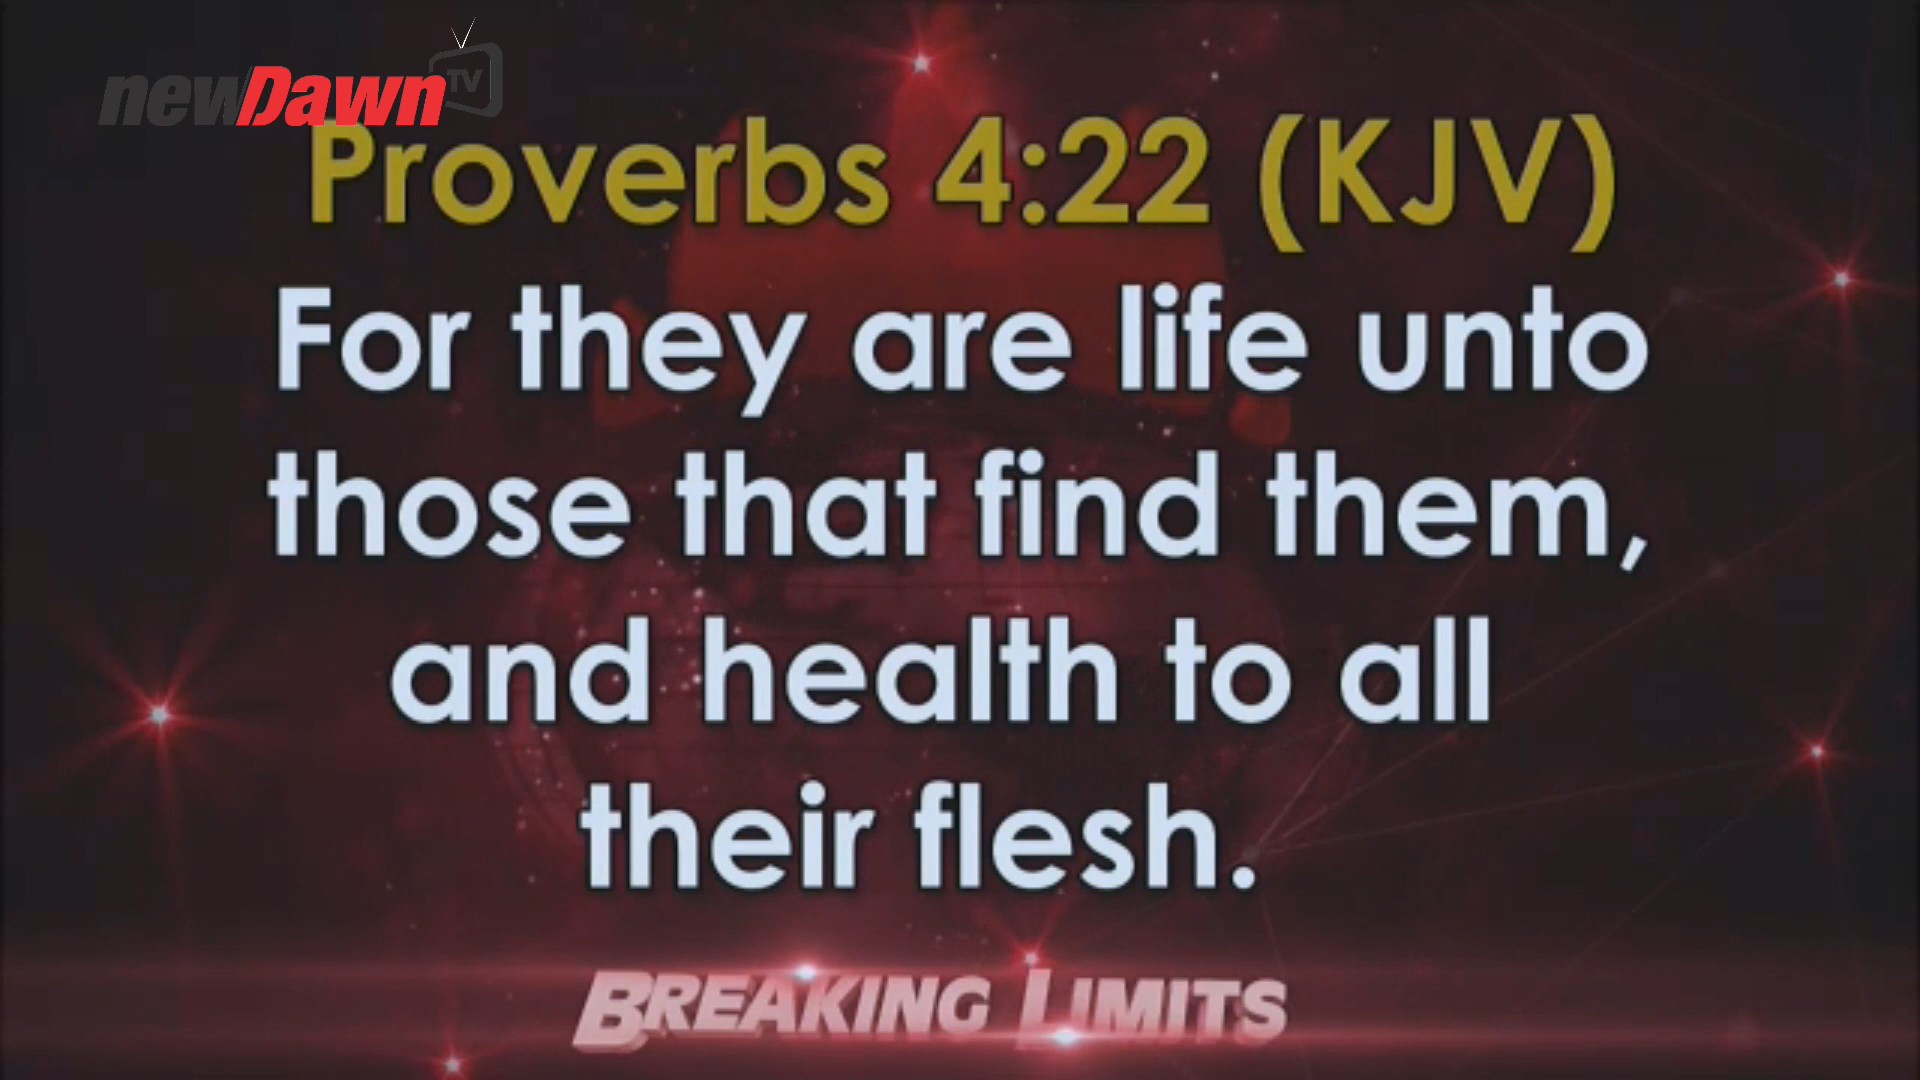 newDawn TV
Proverbs 4:22 (KJV)
For they are life unto
those that find them,
and health to all
their flesh.
BREAKING LIMITS